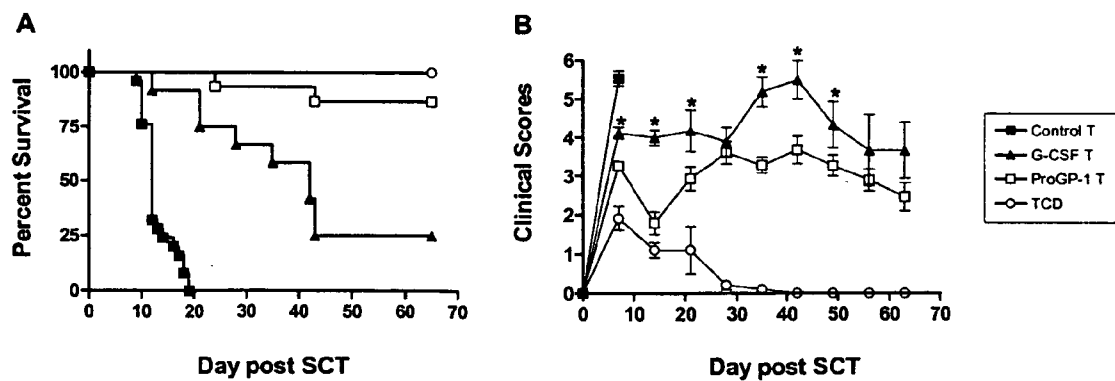 A
Percent Survival
100
75
50
25
0
0 10 20 30 40 50 60 70
Day post SCT
B
Clinical Scores
6
5
4
3
2
1
0
0 10 20 30 40 50 60 70
Day post SCT
* * * * * *
Control T
G-CSF T
ProGP-1 T
TCD